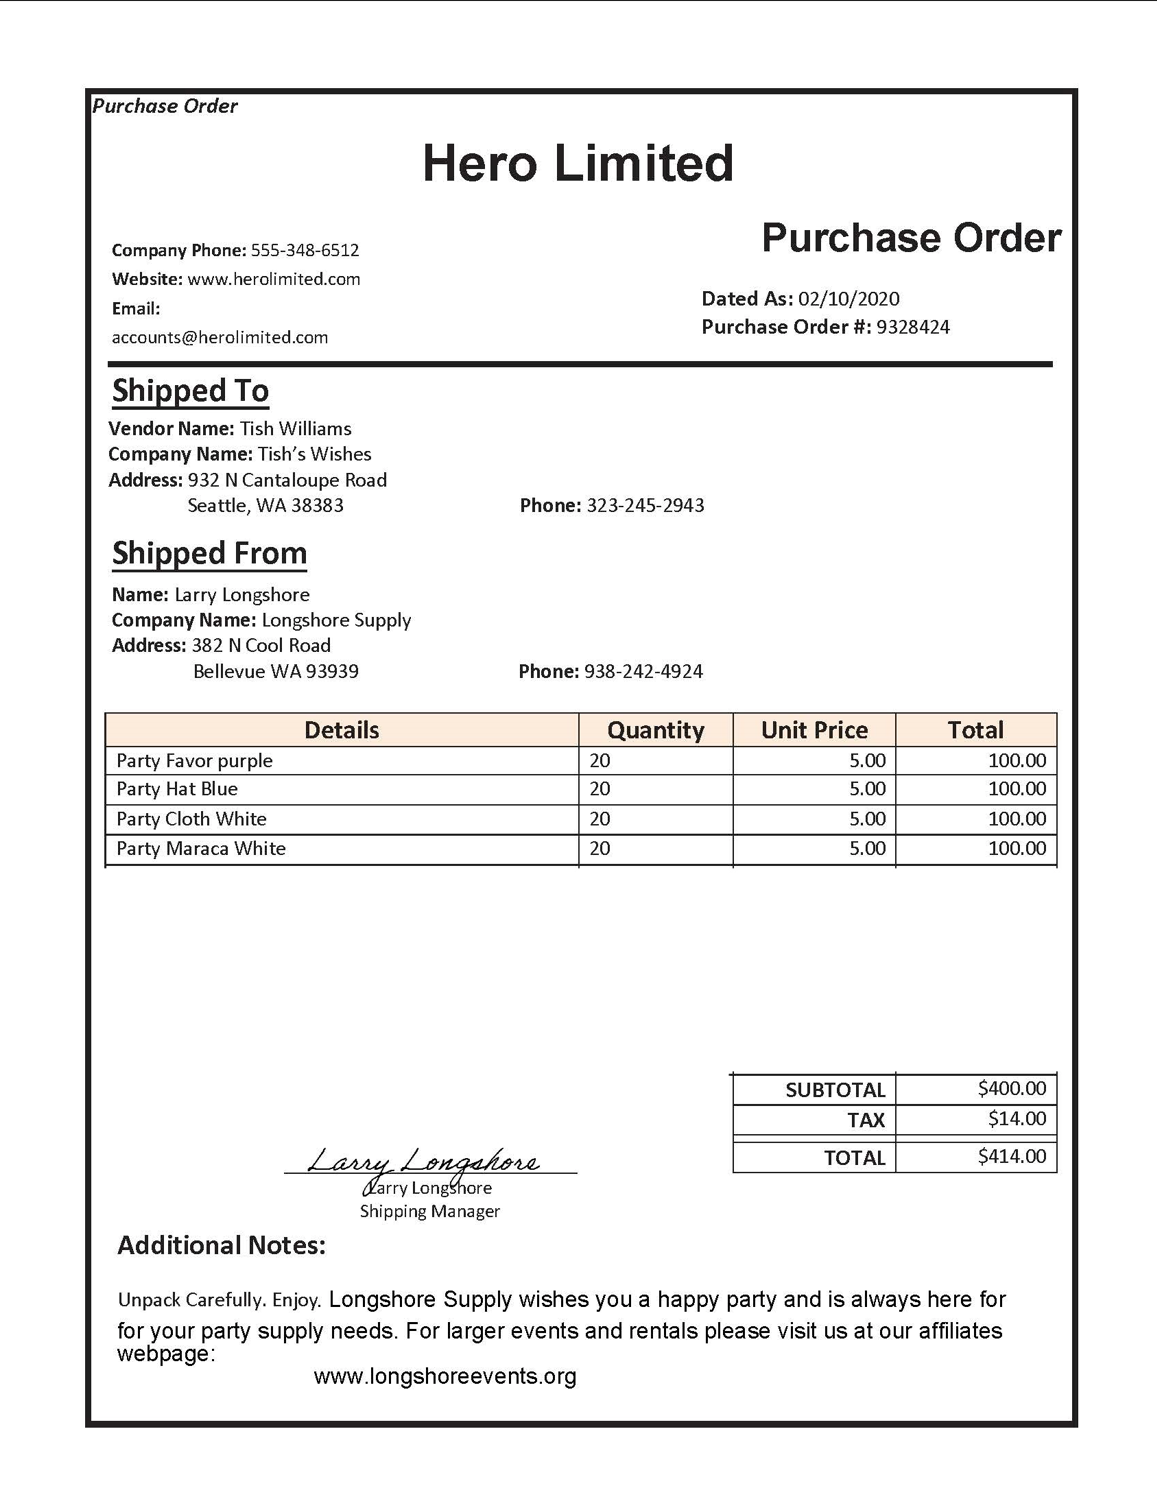 Purchase Order
Hero Limited
Purchase Order
Company Phone: 555-348-6512
Website: www.herolimited.com
Email:
accounts@herolimited.com
Dated As: 02/10/2020
Purchase Order #: 9328424
Shipped To
Vendor Name: Tish Williams
Company Name: Tish’s Wishes
Address: 932 N Cantaloupe Road
Seattle, WA 38383 Phone: 323-245-2943
Shipped From
Name: Larry Longshore
Company Name: Longshore Supply
Address: 382 N Cool Road
Bellevue WA 93939 Phone: 938-242-4924
Details Quantity Unit Price Total
Party Favor purple 20 5.00 100.00
Party Hat Blue 20 5.00 100.00
Party Cloth White 20 5.00 100.00
Party Maraca White 20 5.00 100.00
SUBTOTAL $400.00
TAX $14.00
TOTAL $414.00
Larry Longshore
Larry Longshore
Shipping Manager
Additional Notes:
Unpack Carefully. Enjoy. Longshore Supply wishes you a happy party and is always here for
for your party supply needs. For larger events and rentals please visit us at our affiliates
webpage:
www.longshoreevents.org